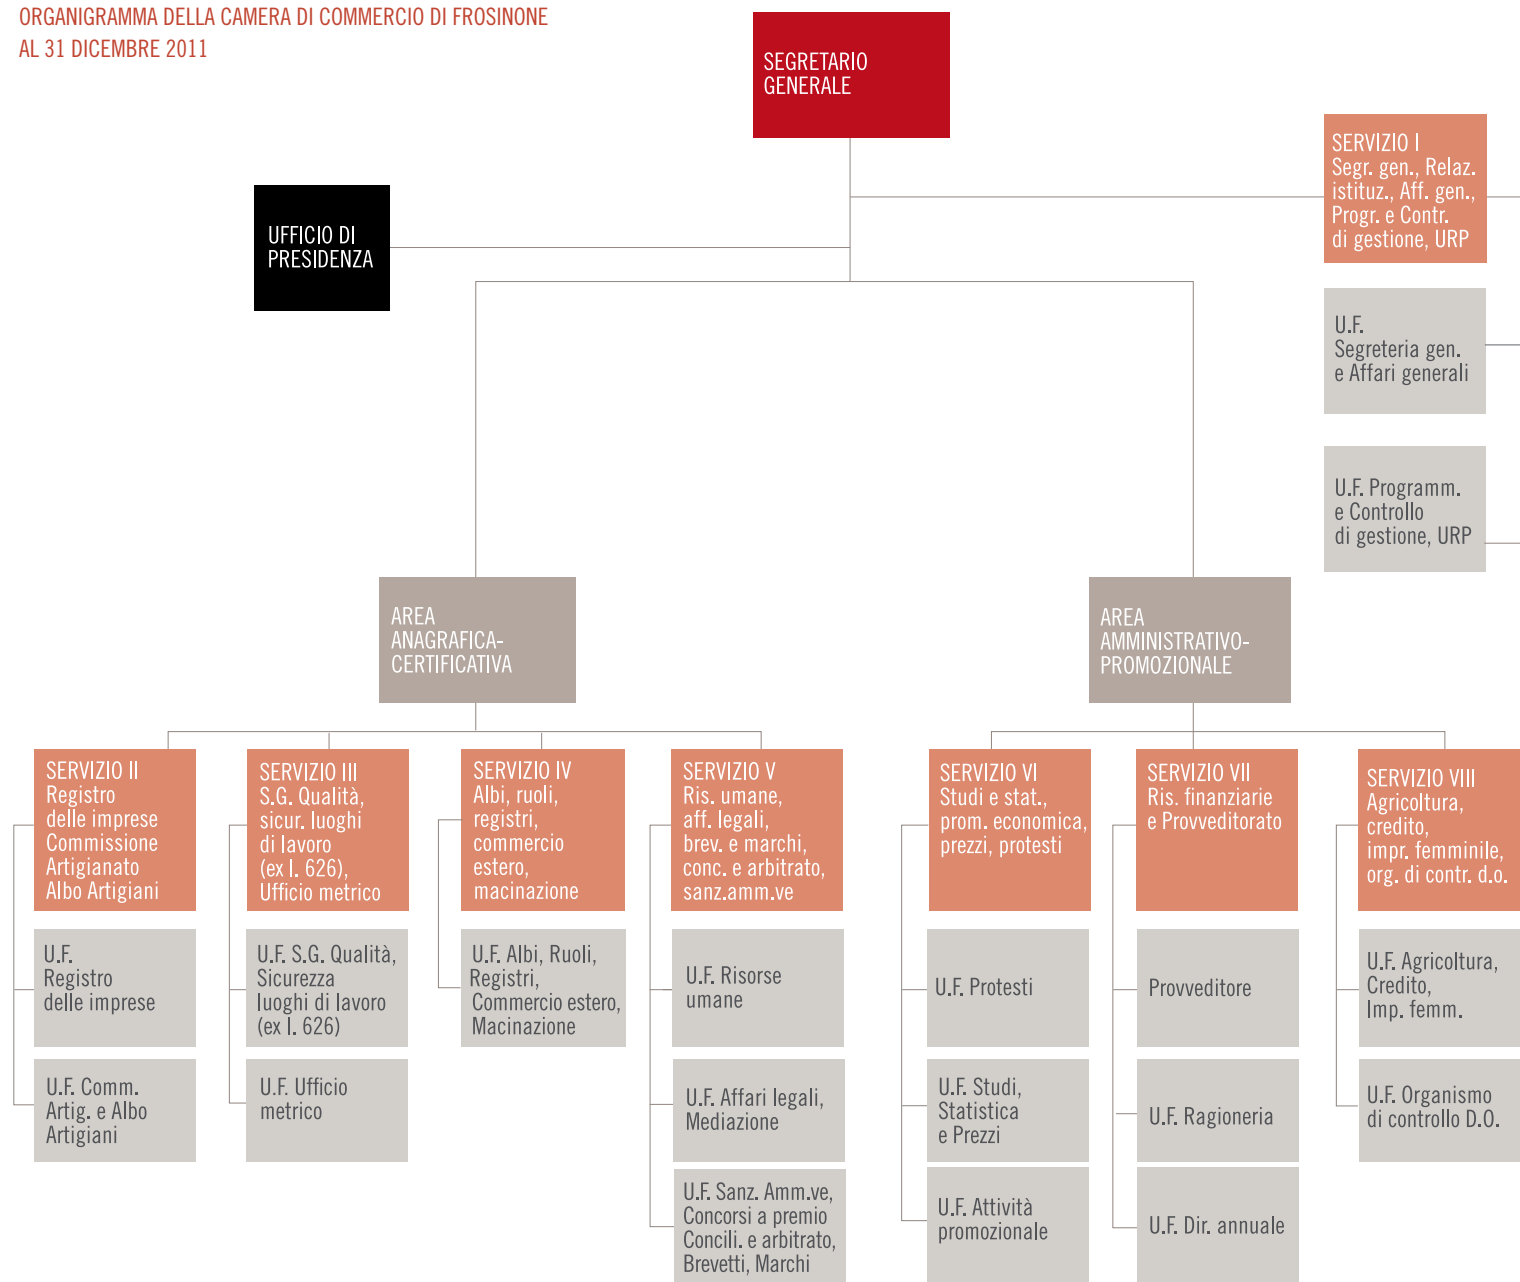 ORGANIGRAMMA DELLA CAMERA DI COMMERCIO DI FROSINONE
AL 31 DICEMBRE 2011
SEGRETARIO
GENERALE
SERVIZIO I
Segr. gen., Relaz.
istituz., Aff. gen.,
Progr. e Contr.
di gestione, URP
UFFICIO DI
PRESIDENZA
U.F.
Segreteria gen.
e Affari generali
U.F. Programm.
e Controllo
di gestione, URP
AREA
ANAGRAFICA-
CERTIFICATIVA
AREA
AMMINISTRATIVO-
PROMOZIONALE
SERVIZIO II
Registro
delle imprese
Commissione
Artigianato
Albo Artigiani
SERVIZIO III
S.G. Qualità,
sicur. luoghi
di lavoro
(ex l. 626),
Ufficio metrico
SERVIZIO IV
Albi, ruoli,
registri,
commercio
estero,
macinazione
SERVIZIO V
Ris. umane,
aff. legali,
brev. e marchi,
conc. e arbitrato,
sanz.amm.ve
SERVIZIO VI
Studi e stat.,
prom. economica,
prezzi, protesti
SERVIZIO VII
Ris. finanziarie
e Provveditorato
SERVIZIO VIII
Agricoltura,
credito,
impr. femminile,
org. di contr. d.o.
U.F.
Registro
delle imprese
U.F. S.G. Qualità,
Sicurezza
luoghi di lavoro
(ex l. 626)
U.F. Albi, Ruoli,
Registri,
Commercio estero,
Macinazione
U.F. Risorse
umane
U.F. Protesti
Provveditore
U.F. Agricoltura,
Credito,
Imp. femm.
U.F. Comm.
Artig. e Albo
Artigiani
U.F. Ufficio
metrico
U.F. Affari legali,
Mediazione
U.F. Studi,
Statistica
e Prezzi
U.F. Ragioneria
U.F. Organismo
di controllo D.O.
U.F. Sanz. Amm.ve,
Concorsi a premio
Concili. e arbitrato,
Brevetti, Marchi
U.F. Attività
promozionale
U.F. Dir. annuale